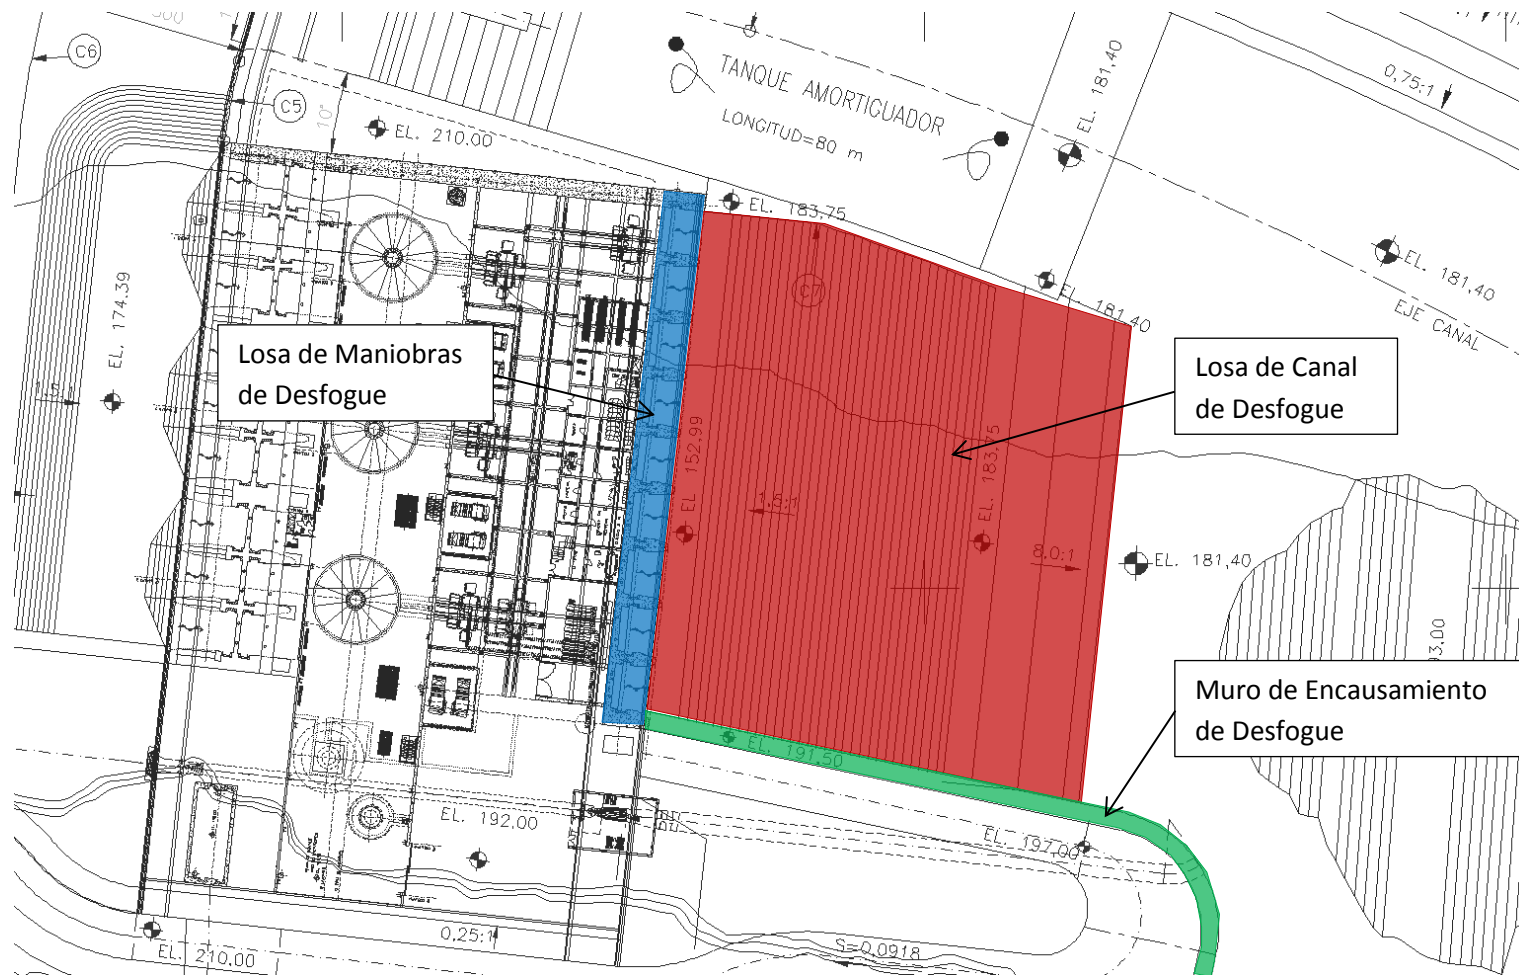 C6
C5
10°
EL. 210.00
TANQUE AMORTIGUADOR
LONGITUD=80 m
EL. 181,40
0,75:1
EL. 183,75
C7
EL. 181,40
EL. 181,40
EJE CANAL
EL. 174.39
1,5:1
Losa de Maniobras
de Desfogue
Losa de Canal
de Desfogue
EL 152,99
1,5:1
EL. 183,75
8.0:1
EL. 181,40
93,00
Muro de Encausamiento
de Desfogue
EL. 191.50
EL. 192.00
EL. 197,00
0,25:1
S=0,0918
EL. 210,00